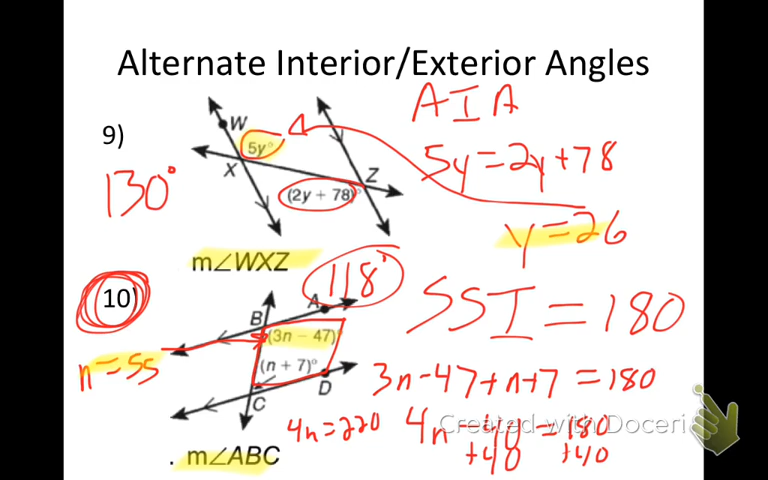 Alternate Interior/Exterior Angles
9)
W
5y°
X
Z
(2y + 78)°
130°
m∠WXZ
AIA
5y=2y+78
y=26
10)
118°
A
B
(3n − 47)°
(n + 7)°
D
C
n=55
SSI=180
3n-47+n+7=180
4n=220
4n -40 =180
+40 +40
. m∠ABC
Created with Doceri